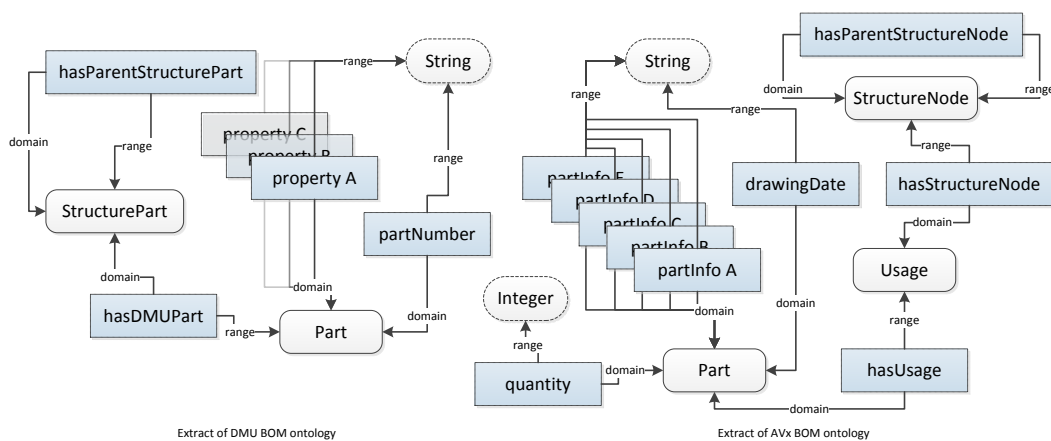 hasParentStructurePart
domain
range
StructurePart
domain
hasDMUPart
range
String
range
property C
property B
property A
domain
range
partNumber
domain
Part
Extract of DMU BOM ontology
String
range
range
partInfo E
partInfo D
partInfo C
partInfo B
partInfo A
domain
drawingDate
domain
Integer
range
quantity
domain
Part
domain
hasParentStructureNode
domain
range
StructureNode
range
hasStructureNode
domain
Usage
range
hasUsage
Extract of AVx BOM ontology